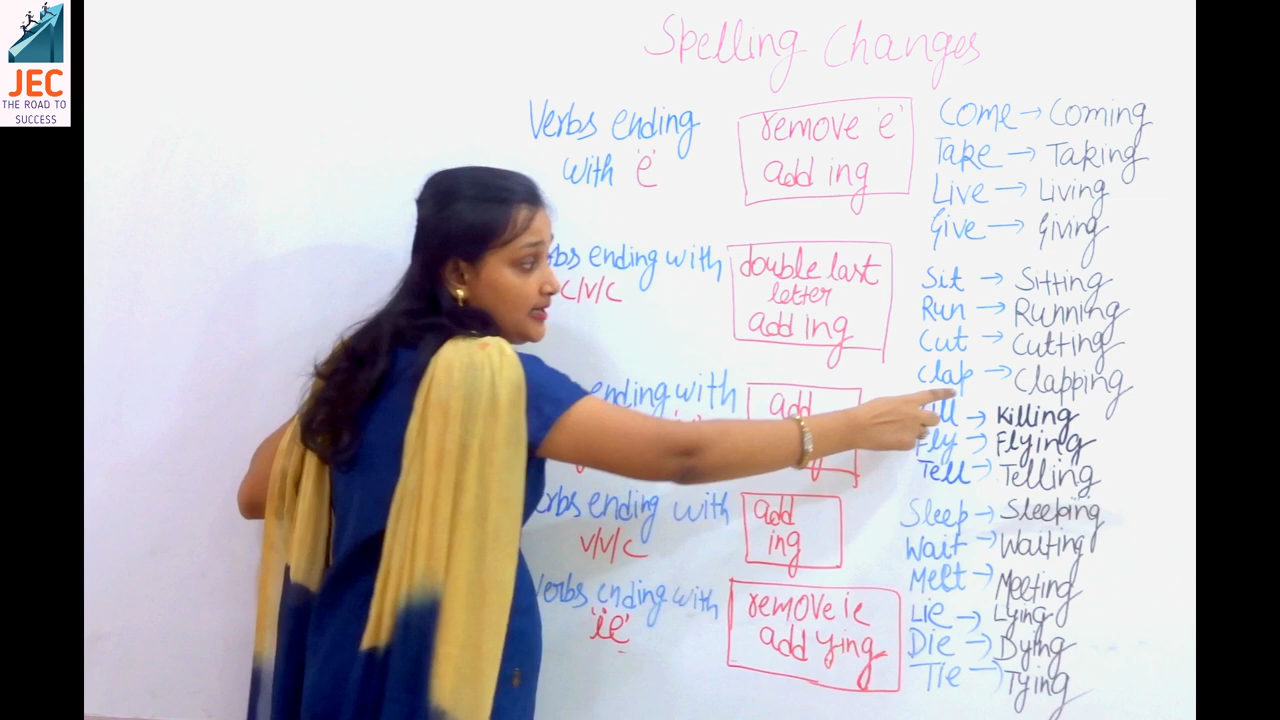 JEC
THE ROAD TO
SUCCESS
Spelling Changes
Verbs ending
with 'e'
remove 'e'
add ing
Come → Coming
Take → Taking
Live → Living
Give → Giving
ending with
C/V/C
double last
letter
add ing
Sit → Sitting
Run → Running
Cut → Cutting
Clap → Clapping
ending with
add
→ Killing
Fly → Flying
Tell → Telling
ending with
V/V/C
add
ing
Sleep → Sleeping
Wait → Waiting
Melt → Melting
Verbs ending with
'ie'
remove ie
add ying
Lie → Lying
Die → Dying
Tie → Tying